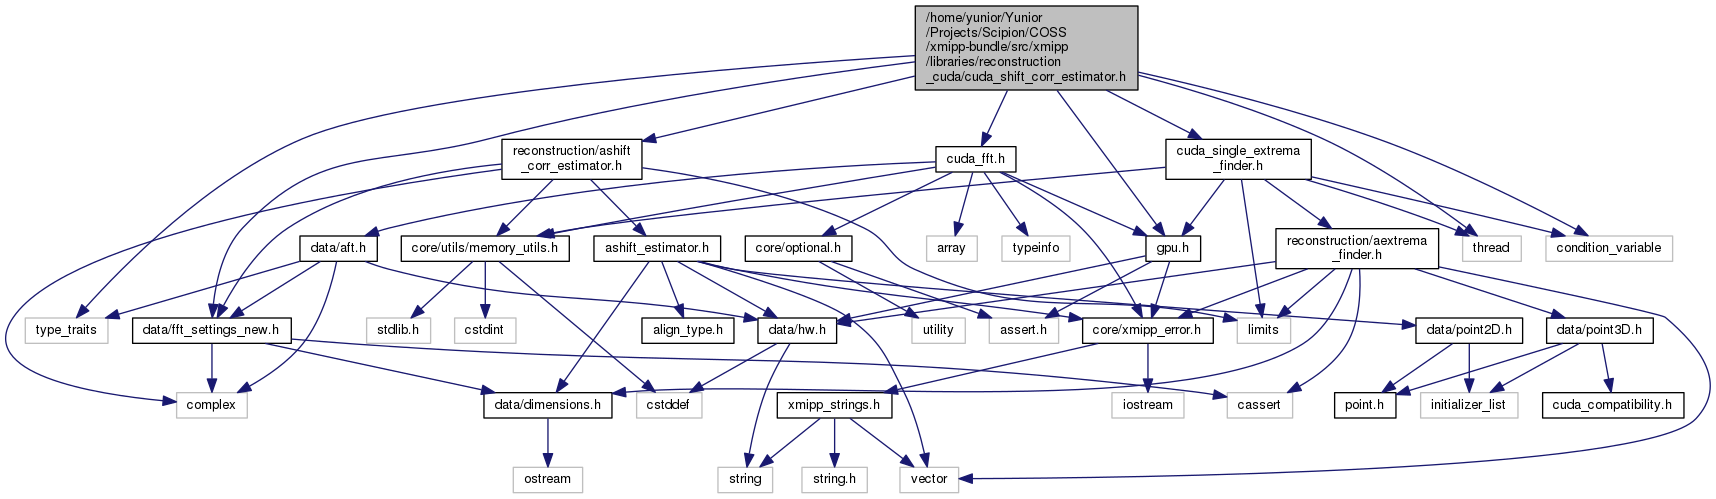 /home/yunior/Yunior
/Projects/Scipion/COSS
/xmipp-bundle/src/xmipp
/libraries/reconstruction
_cuda/cuda_shift_corr_estimator.h
reconstruction/ashift
_corr_estimator.h
cuda_fft.h
cuda_single_extrema
_finder.h
data/aft.h
core/utils/memory_utils.h
ashift_estimator.h
core/optional.h
array
typeinfo
gpu.h
reconstruction/aextrema
_finder.h
thread
condition_variable
type_traits
data/fft_settings_new.h
stdlib.h
cstdint
align_type.h
data/hw.h
utility
assert.h
core/xmipp_error.h
limits
data/point2D.h
data/point3D.h
complex
data/dimensions.h
cstddef
xmipp_strings.h
iostream
cassert
point.h
initializer_list
cuda_compatibility.h
ostream
string
string.h
vector